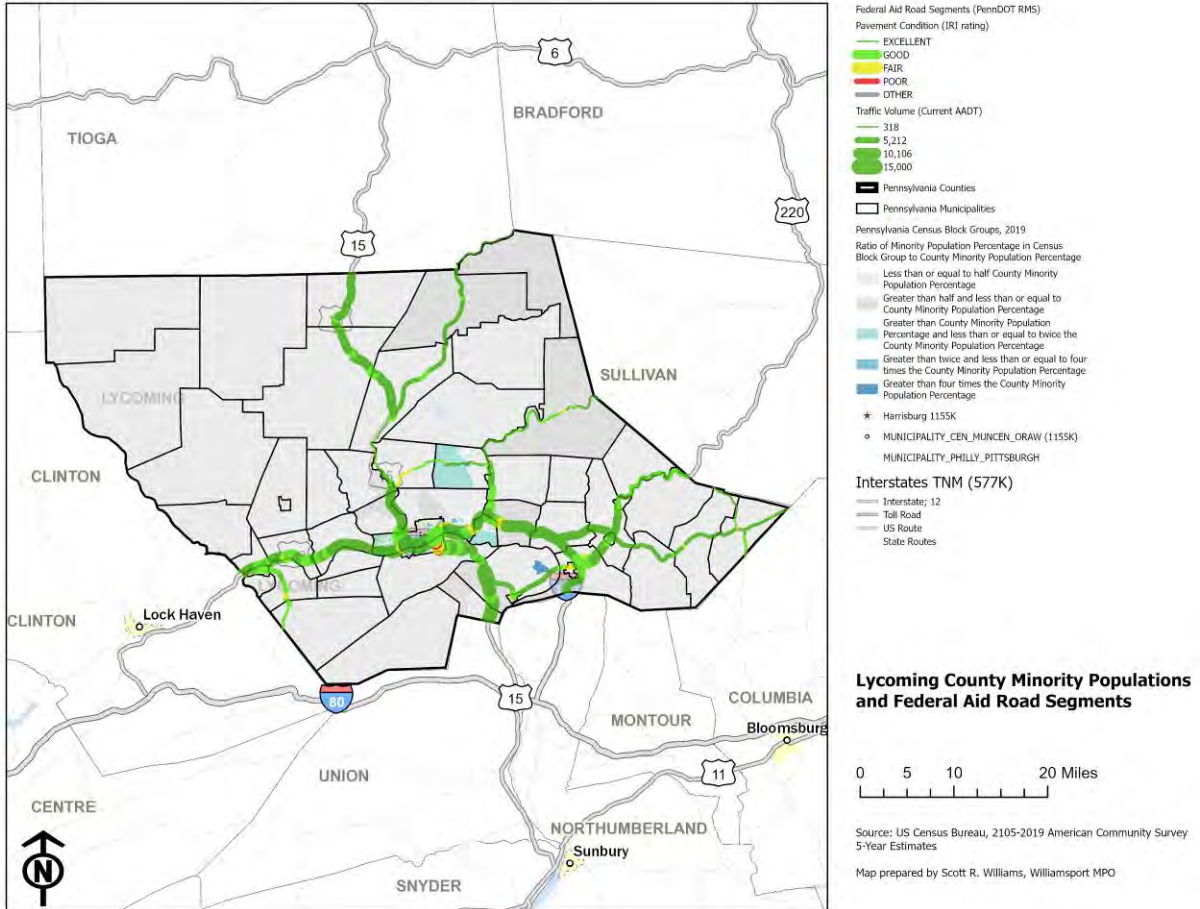 6
BRADFORD
TIOGA
220
15
SULLIVAN
LYCOMING
CLINTON
LYCOMING
CLINTON
Lock Haven
80
15
COLUMBIA
MONTOUR
Bloomsburg
11
UNION
CENTRE
NORTHUMBERLAND
Sunbury
SNYDER
N
Federal Aid Road Segments (PennDOT RMS)
Pavement Condition (IRI rating)
EXCELLENT
GOOD
FAIR
POOR
OTHER
Traffic Volume (Current AADT)
318
5,212
10,106
15,000
Pennsylvania Counties
Pennsylvania Municipalities
Pennsylvania Census Block Groups, 2019
Ratio of Minority Population Percentage in Census
Block Group to County Minority Population Percentage
Less than or equal to half County Minority
Population Percentage
Greater than half and less than or equal to
County Minority Population Percentage
Greater than County Minority Population
Percentage and less than or equal to twice the
County Minority Population Percentage
Greater than twice and less than or equal to four
times the County Minority Population Percentage
Greater than four times the County Minority
Population Percentage
Harrisburg 1155K
MUNICIPALITY_CEN_MUNCEN_ORAW (1155K)
MUNICIPALITY_PHILLY_PITTSBURGH
Interstates TNM (577K)
Interstate; 12
Toll Road
US Route
State Routes
Lycoming County Minority Populations
and Federal Aid Road Segments
0 5 10 20 Miles
Source: US Census Bureau, 2105-2019 American Community Survey
5-Year Estimates
Map prepared by Scott R. Williams, Williamsport MPO